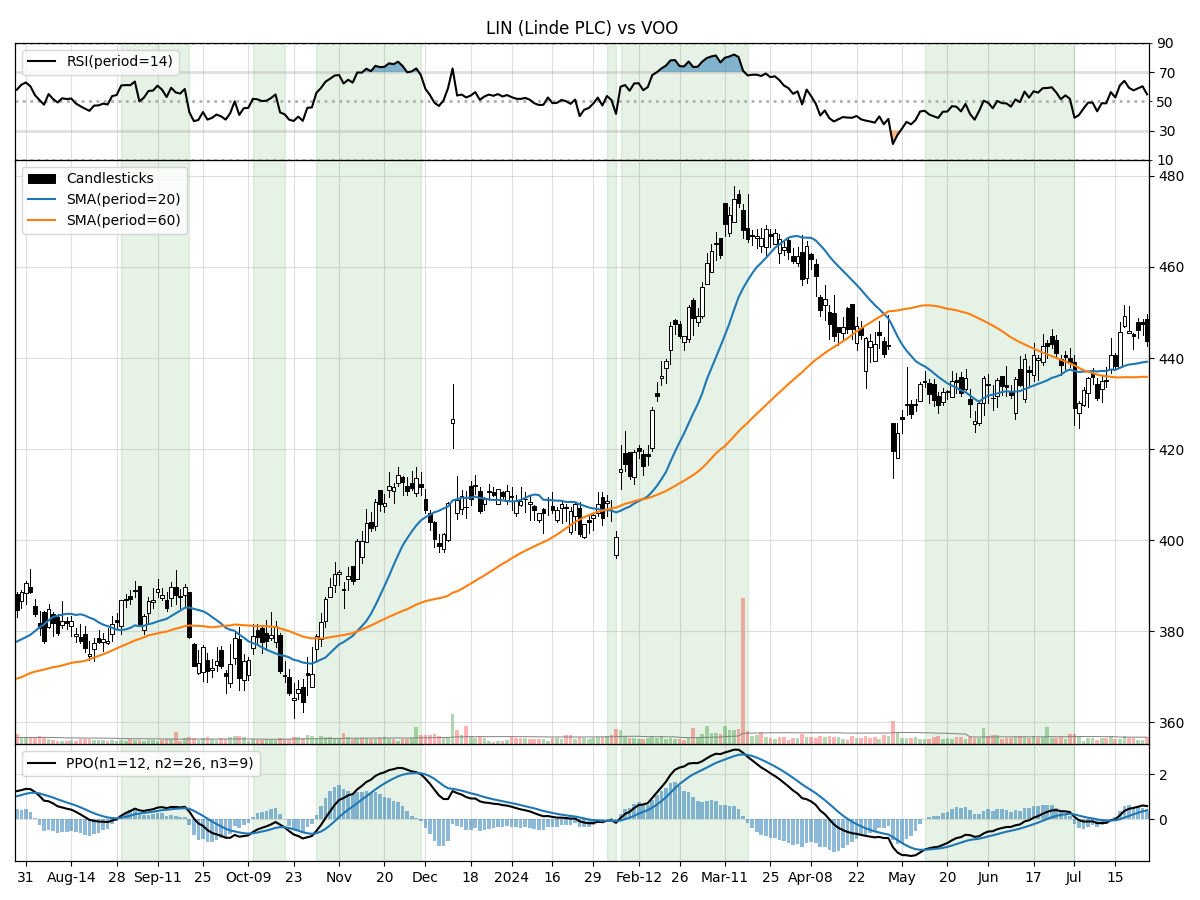 LIN (Linde PLC) vs VOO
RSI(period=14)
90
70
50
30
10
Candlesticks
SMA(period=20)
SMA(period=60)
480
460
440
420
400
380
360
PPO(n1=12, n2=26, n3=9)
2
0
31 Aug-14 28 Sep-11 25 Oct-09 23 Nov 20 Dec 18 2024 16 29 Feb-12 26 Mar-11 25 Apr-08 22 May 20 Jun 17 Jul 15